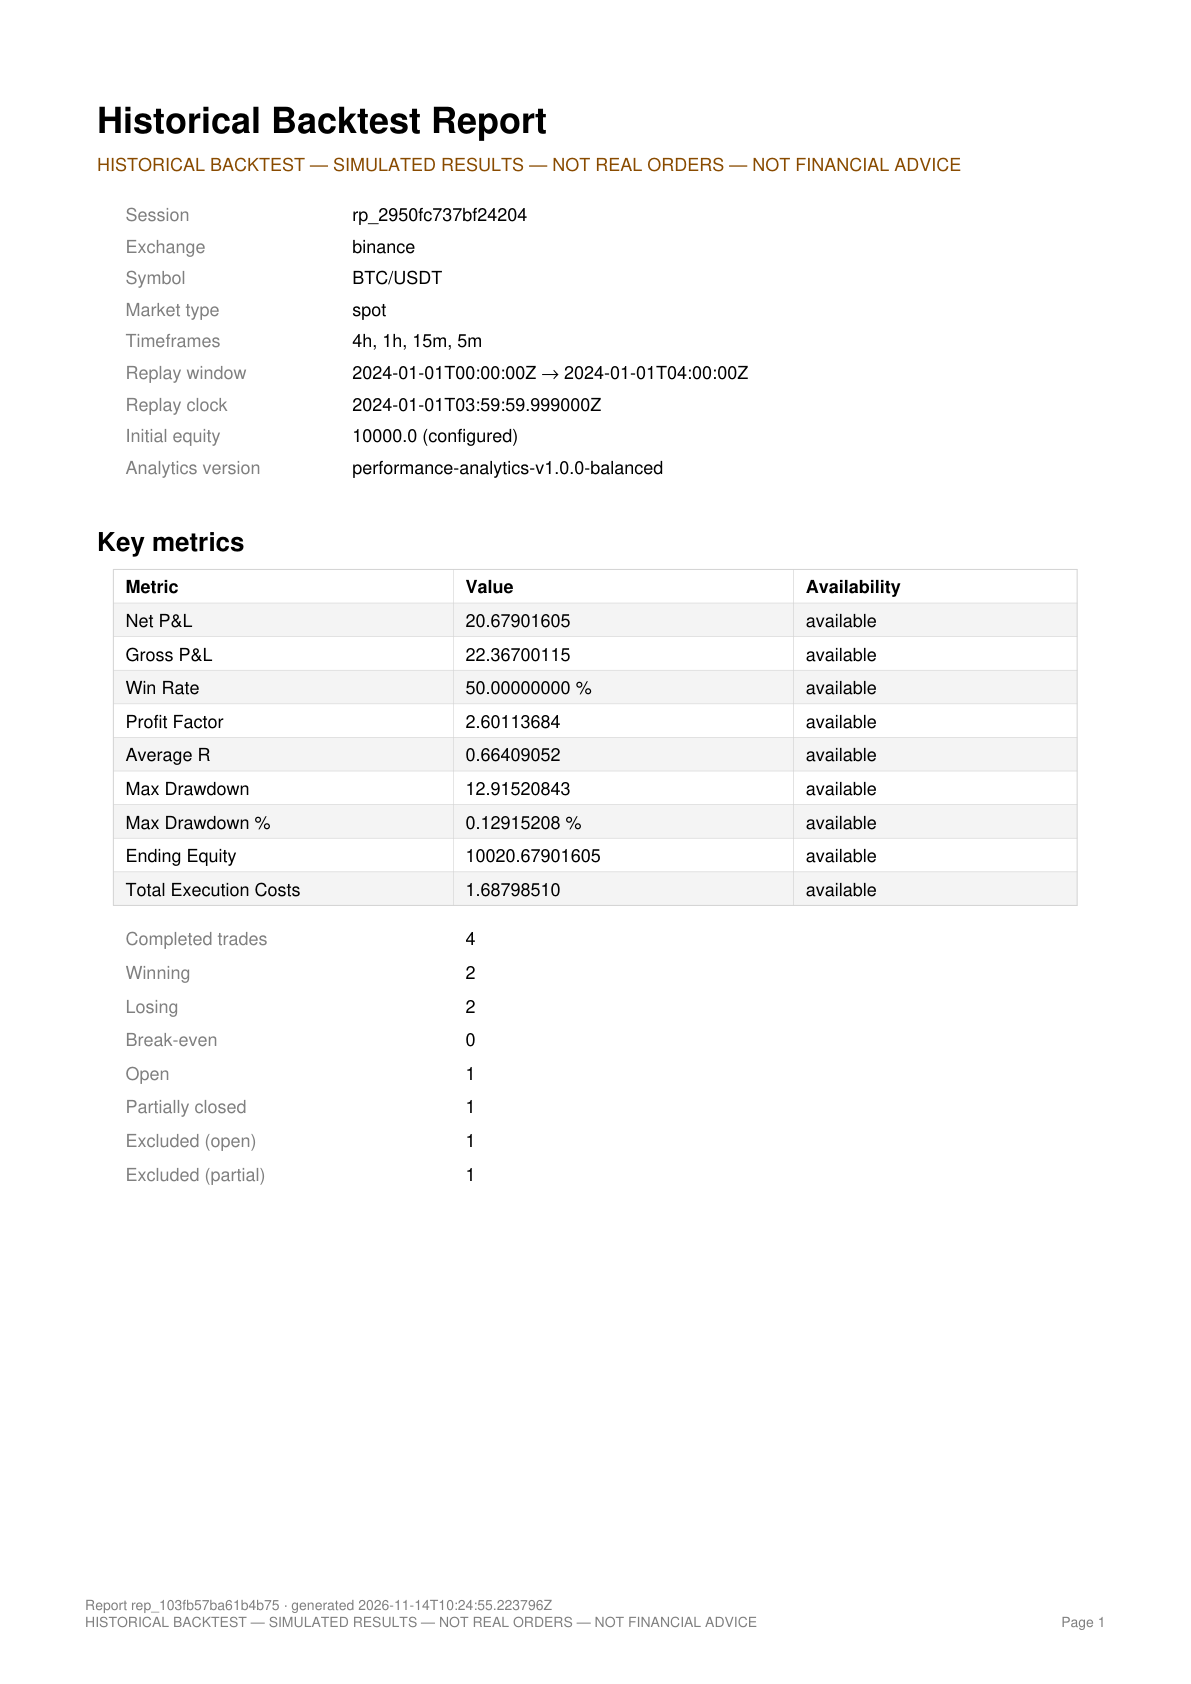 Historical Backtest Report
HISTORICAL BACKTEST — SIMULATED RESULTS — NOT REAL ORDERS — NOT FINANCIAL ADVICE
Session rp_2950fc737bf24204
Exchange binance
Symbol BTC/USDT
Market type spot
Timeframes 4h, 1h, 15m, 5m
Replay window 2024-01-01T00:00:00Z → 2024-01-01T04:00:00Z
Replay clock 2024-01-01T03:59:59.999000Z
Initial equity 10000.0 (configured)
Analytics version performance-analytics-v1.0.0-balanced
Key metrics
Metric Value Availability
Net P&L 20.67901605 available
Gross P&L 22.36700115 available
Win Rate 50.00000000 % available
Profit Factor 2.60113684 available
Average R 0.66409052 available
Max Drawdown 12.91520843 available
Max Drawdown % 0.12915208 % available
Ending Equity 10020.67901605 available
Total Execution Costs 1.68798510 available
Completed trades 4
Winning 2
Losing 2
Break-even 0
Open 1
Partially closed 1
Excluded (open) 1
Excluded (partial) 1
Report rep_103fb57ba61b4b75 · generated 2026-11-14T10:24:55.223796Z
HISTORICAL BACKTEST — SIMULATED RESULTS — NOT REAL ORDERS — NOT FINANCIAL ADVICE Page 1